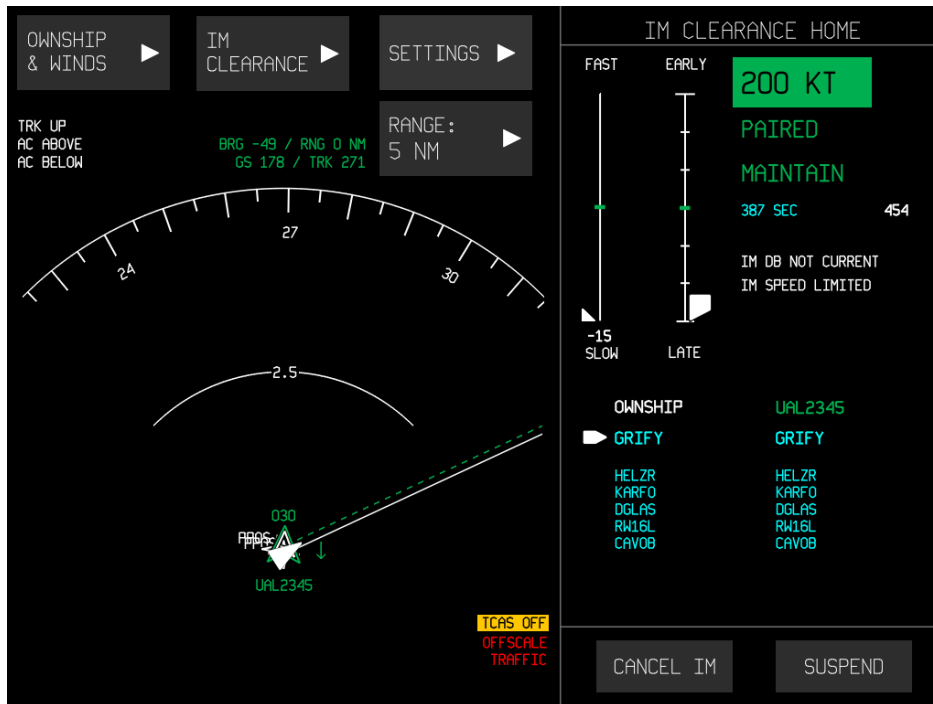 OWNSHIP
& WINDS
IM
CLEARANCE
SETTINGS
RANGE:
5 NM
TRK UP
AC ABOVE
AC BELOW
BRG -49 / RNG 0 NM
GS 178 / TRK 271
24
27
30
2.5
030
UAL2345
TCAS OFF
OFFSCALE
TRAFFIC
IM CLEARANCE HOME
FAST
EARLY
-15
SLOW
LATE
200 KT
PAIRED
MAINTAIN
387 SEC 454
IM DB NOT CURRENT
IM SPEED LIMITED
OWNSHIP UAL2345
GRIFY GRIFY
HELZR HELZR
KARFO KARFO
DGLAS DGLAS
RW16L RW16L
CAVOB CAVOB
CANCEL IM
SUSPEND